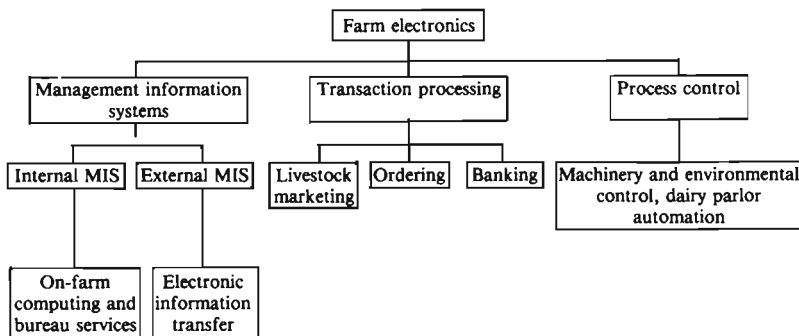 Farm electronics
Management information
systems
Transaction processing
Process control
Internal MIS
External MIS
Livestock
marketing
Ordering
Banking
Machinery and environmental
control, dairy parlor
automation
On-farm
computing and
bureau services
Electronic
information
transfer